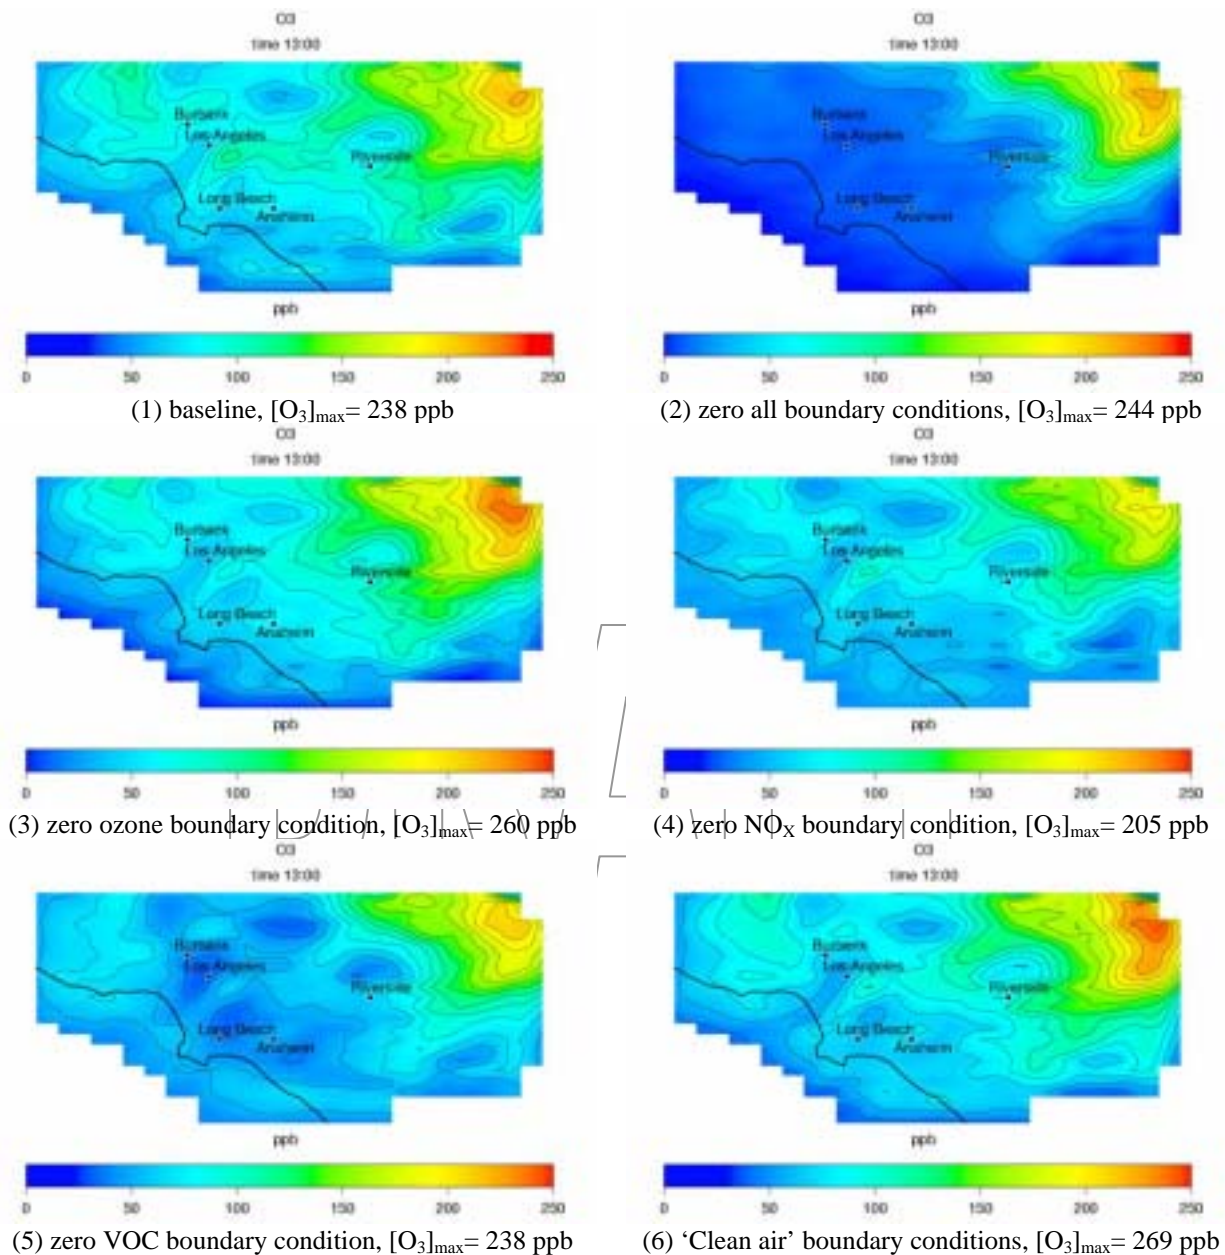 O3
time 13:00
Burbank
Los Angeles
Riverside
Long Beach
Anaheim
ppb
0 50 100 150 200 250
(1) baseline, [O3]max= 238 ppb
O3
time 13:00
Burbank
Los Angeles
Riverside
Long Beach
Anaheim
ppb
0 50 100 150 200 250
(2) zero all boundary conditions, [O3]max= 244 ppb
O3
time 13:00
Burbank
Los Angeles
Riverside
Long Beach
Anaheim
ppb
0 50 100 150 200 250
(3) zero ozone boundary condition, [O3]max= 260 ppb
O3
time 13:00
Burbank
Los Angeles
Riverside
Long Beach
Anaheim
ppb
0 50 100 150 200 250
(4) zero NOX boundary condition, [O3]max= 205 ppb
O3
time 13:00
Burbank
Los Angeles
Riverside
Long Beach
Anaheim
ppb
0 50 100 150 200 250
(5) zero VOC boundary condition, [O3]max= 238 ppb
O3
time 13:00
Burbank
Los Angeles
Riverside
Long Beach
Anaheim
ppb
0 50 100 150 200 250
(6) ‘Clean air’ boundary conditions, [O3]max= 269 ppb